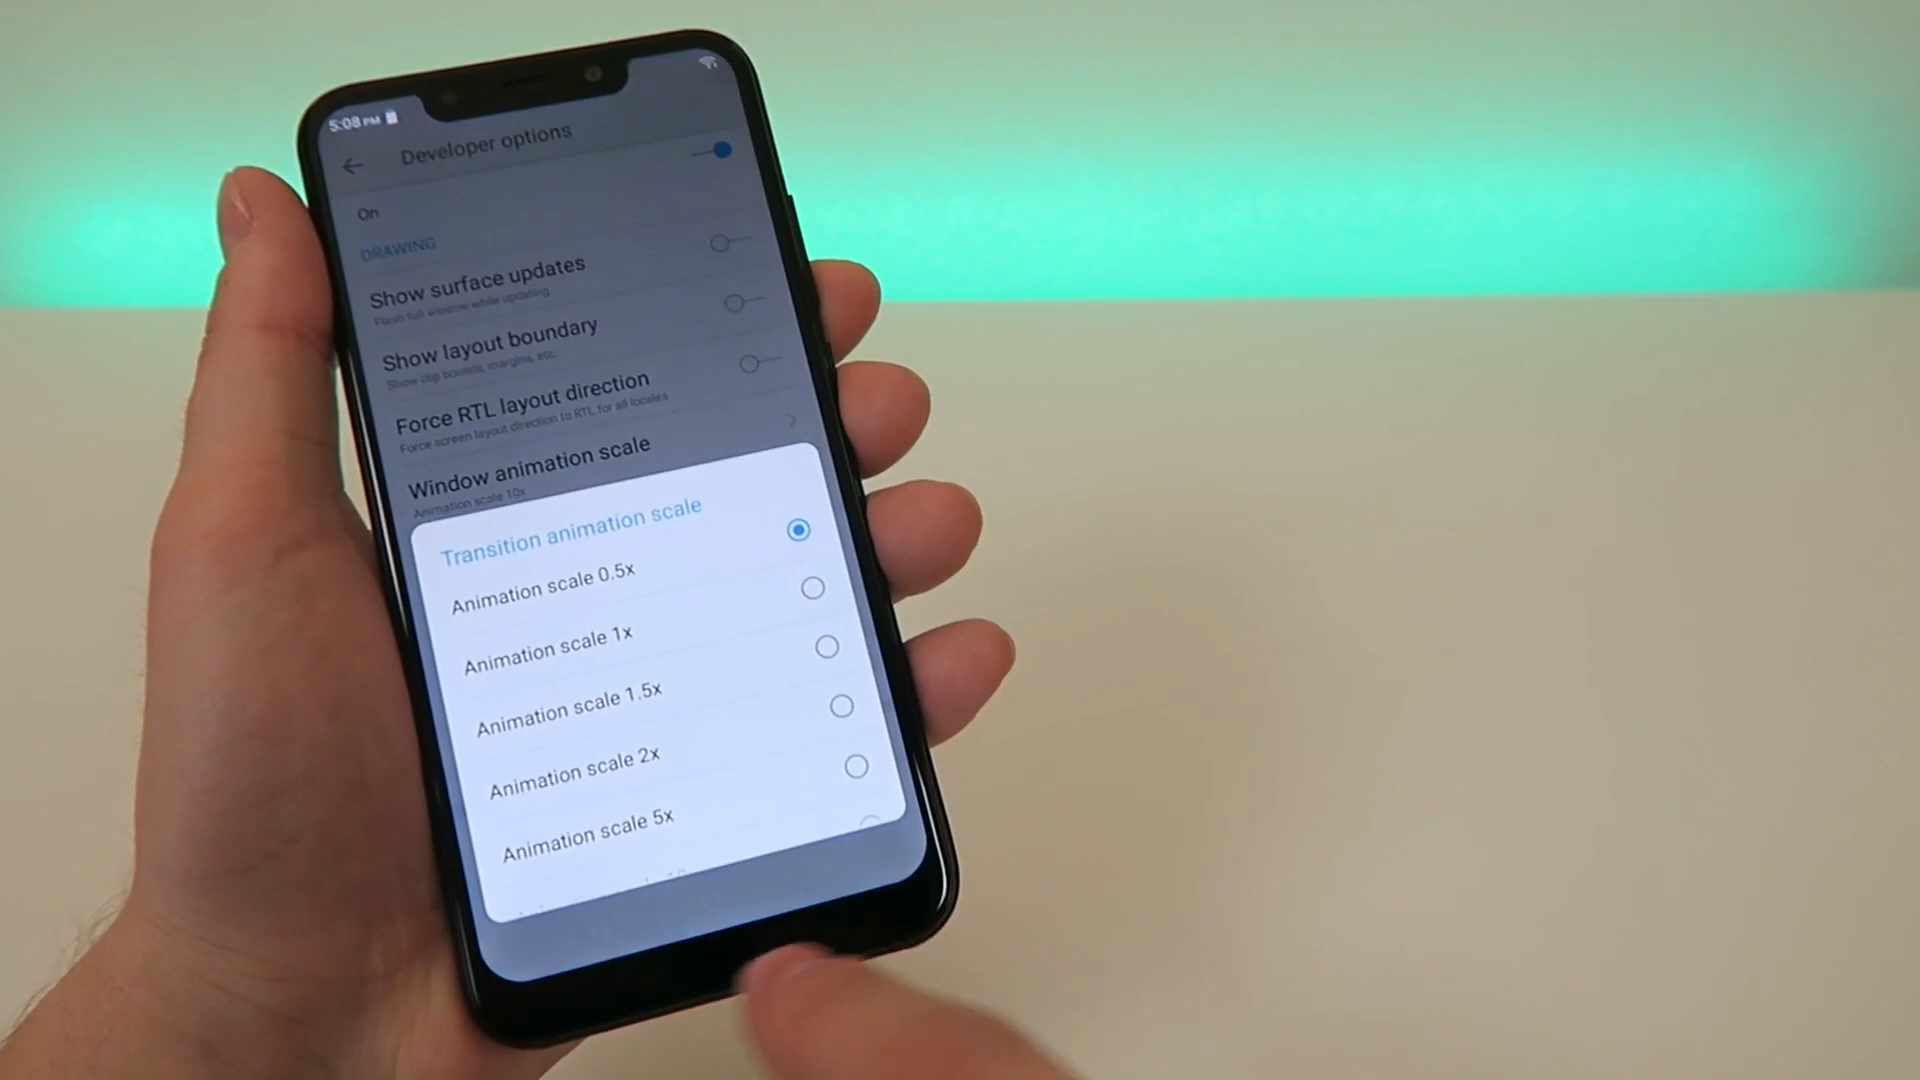 5:08 PM
Developer options
On
DRAWING
Show surface updates
Flash full window while updating
Show layout boundary
Show clip bounds, margins, etc.
Force RTL layout direction
Force screen layout direction to RTL for all locales
Window animation scale
Animation scale 10x
Transition animation scale
Animation scale 0.5x
Animation scale 1x
Animation scale 1.5x
Animation scale 2x
Animation scale 5x